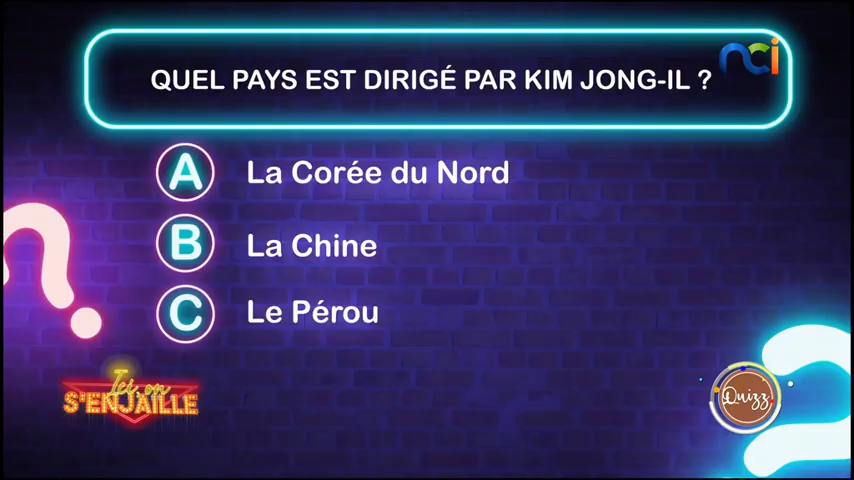 nci
QUEL PAYS EST DIRIGÉ PAR KIM JONG-IL ?
A La Corée du Nord
B La Chine
C Le Pérou
Ici on
S'ENJAILLE
Quizz